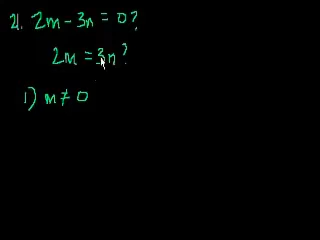 21. 2m - 3n = 0?
2m = 3n?
1) m ≠ 0